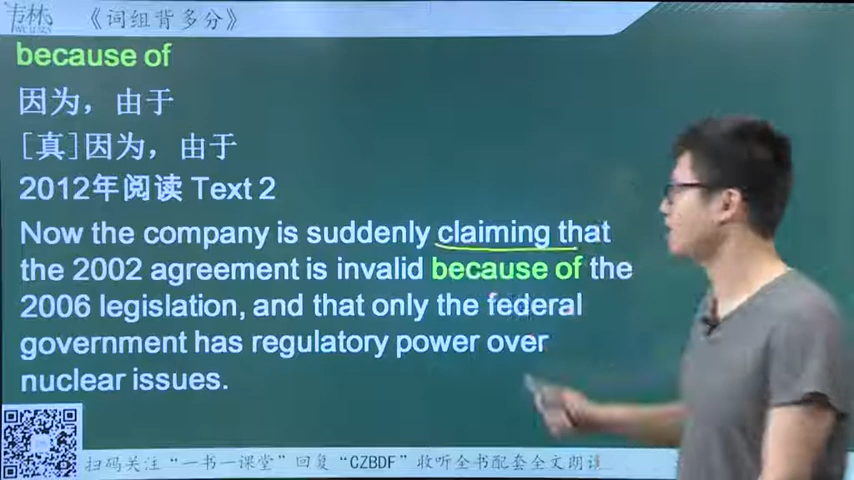 韦林 《词组背多分》
because of
因为，由于
[真]因为，由于
2012年阅读 Text 2
Now the company is suddenly claiming that
the 2002 agreement is invalid because of the
2006 legislation, and that only the federal
government has regulatory power over
nuclear issues.
扫码关注“一书一课堂”回复“CZBDF”收听全书配套全文朗读